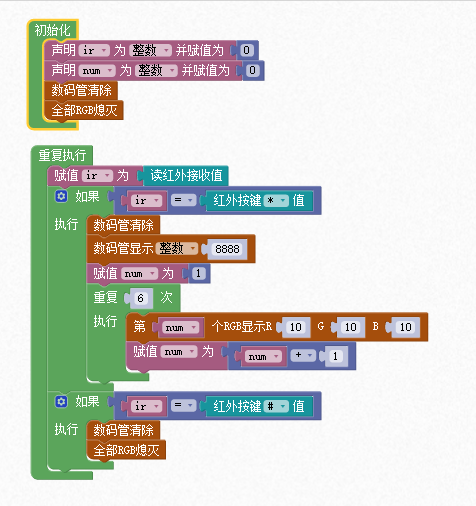 初始化
声明 ir 为 整数 并赋值为 0
声明 num 为 整数 并赋值为 0
数码管清除
全部RGB熄灭
重复执行
赋值 ir 为 读红外接收值
如果 ir = 红外按键 * 值
执行 数码管清除
数码管显示 整数 8888
赋值 num 为 1
重复 6 次
执行 第 num 个RGB显示R 10 G 10 B 10
赋值 num 为 num + 1
如果 ir = 红外按键 # 值
执行 数码管清除
全部RGB熄灭